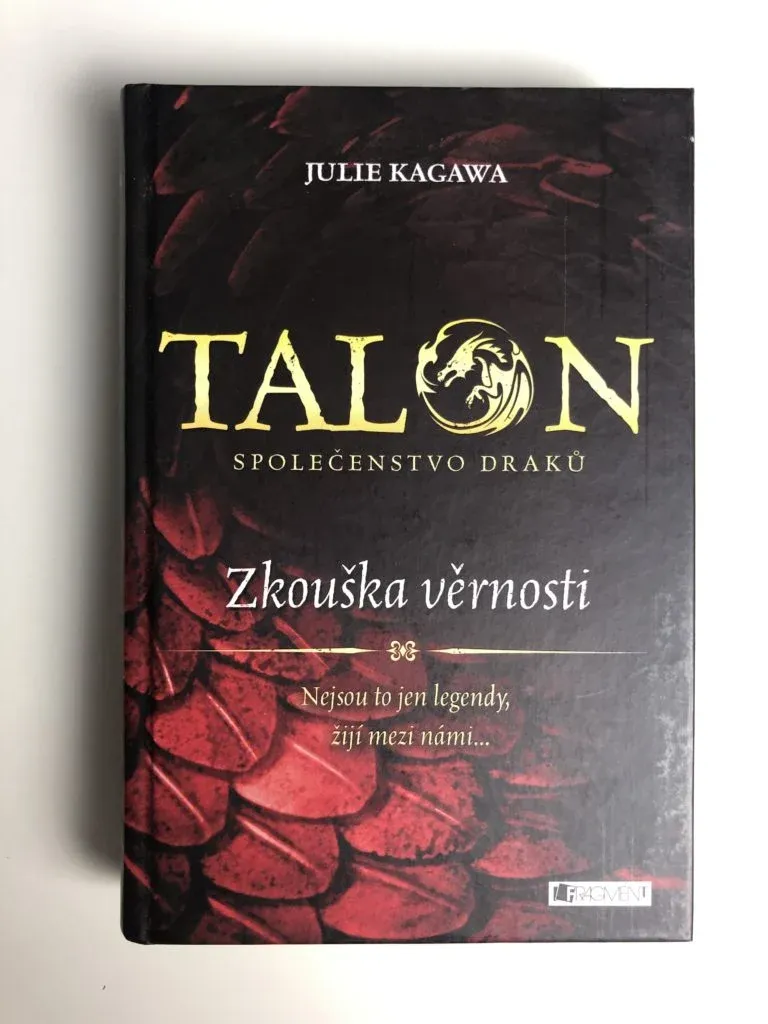 JULIE KAGAWA
TALON
SPOLEČENSTVO DRAKŮ
Zkouška věrnosti
Nejsou to jen legendy,
žijí mezi námi...
FRAGMENT